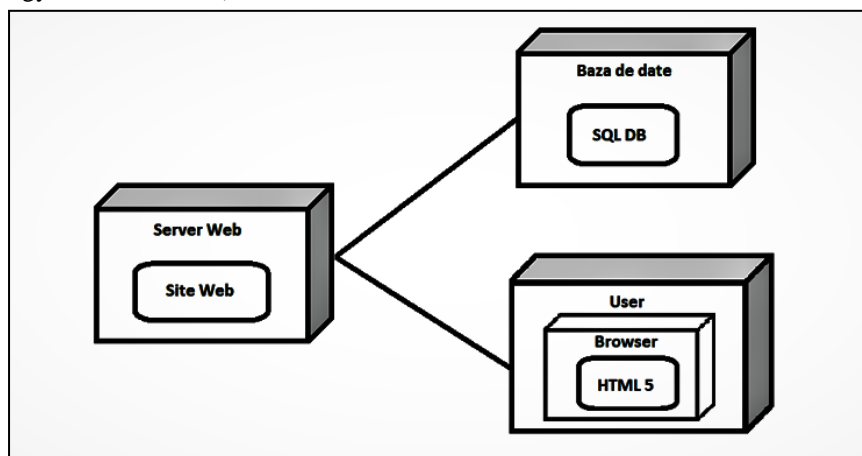 Server Web
Site Web
Baza de date
SQL DB
User
Browser
HTML 5